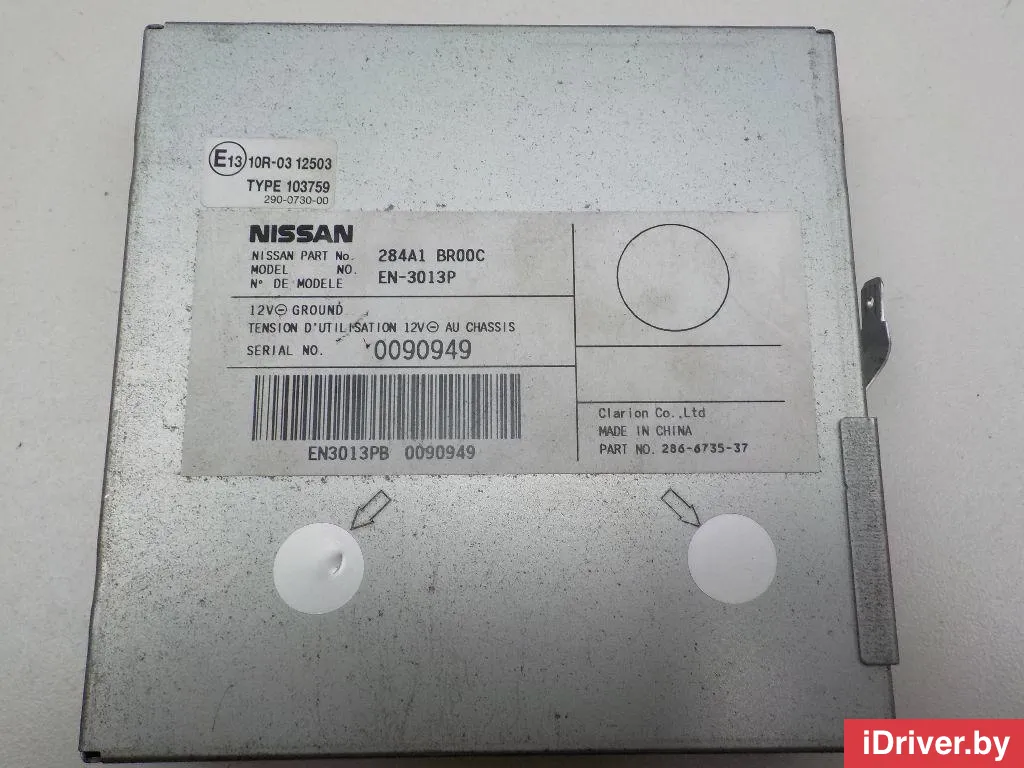 E13 10R-03 12503
TYPE 103759
290-0730-00
NISSAN
NISSAN PART No. 284A1 BR00C
MODEL NO. EN-3013P
N° DE MODELE
12V⊖ GROUND
TENSION D'UTILISATION 12V⊖ AU CHASSIS
SERIAL NO. 0090949
EN3013PB 0090949
Clarion Co.,Ltd
MADE IN CHINA
PART NO. 286-6735-37
iDriver.by